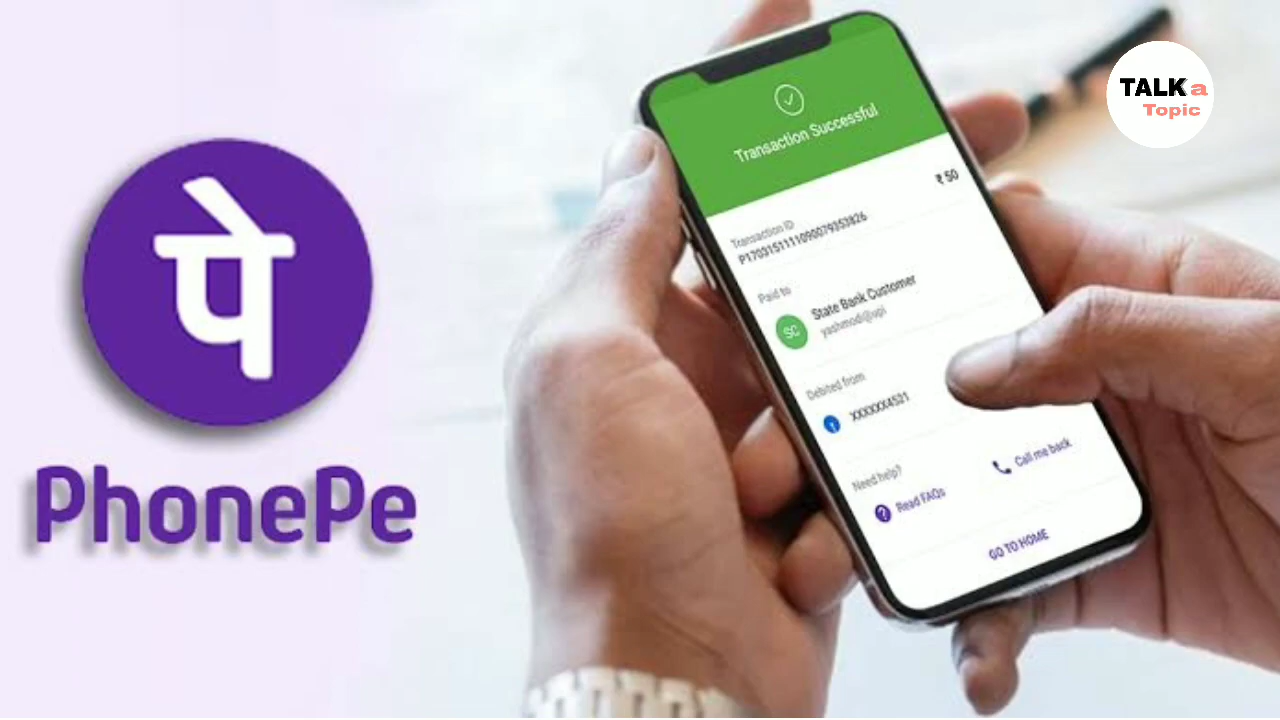 पे
PhonePe
TALK a
Topic
Transaction Successful
₹ 50
Transaction ID
P1703151111090079353826
Paid to
SC
State Bank Customer
yashmodi@upi
Debited from
XXXXXX4521
Need help?
? Read FAQs
Call me back
GO TO HOME